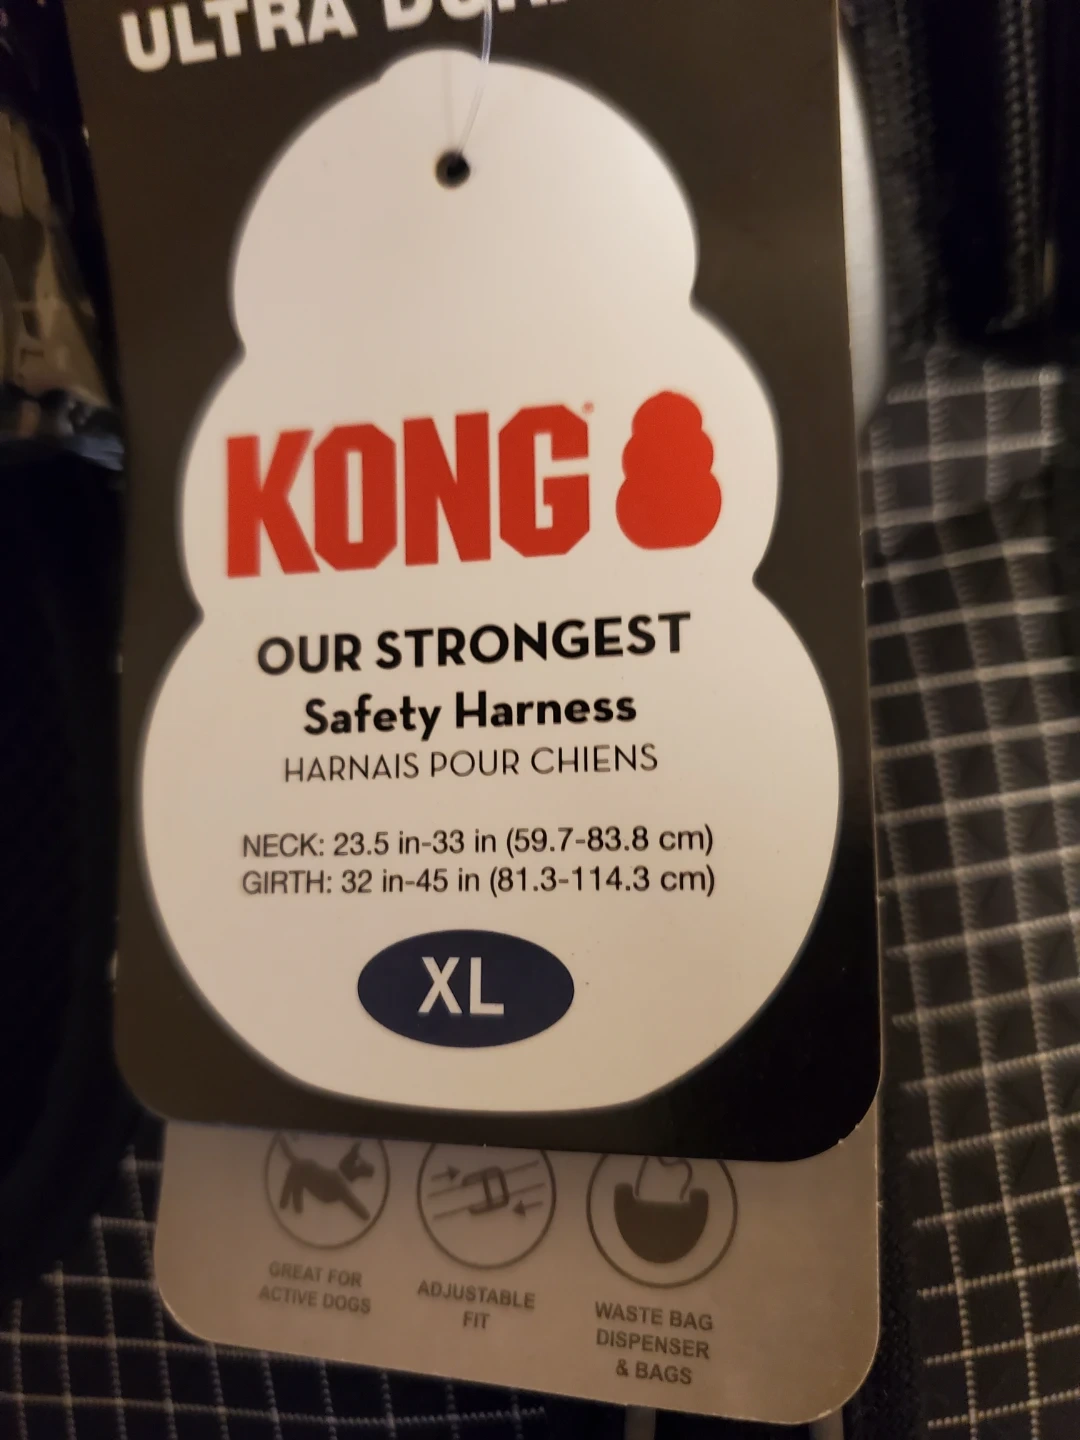 ULTRA
KONG®
OUR STRONGEST
Safety Harness
HARNAIS POUR CHIENS
NECK: 23.5 in-33 in (59.7-83.8 cm)
GIRTH: 32 in-45 in (81.3-114.3 cm)
XL
GREAT FOR
ACTIVE DOGS
ADJUSTABLE
FIT
WASTE BAG
DISPENSER
& BAGS